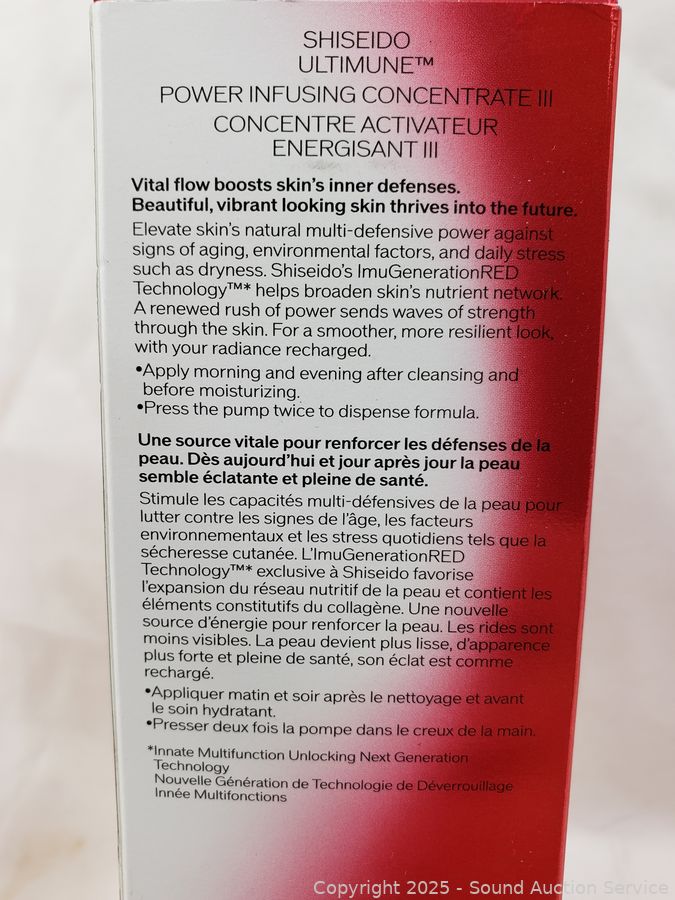 SHISEIDO
ULTIMUNE™
POWER INFUSING CONCENTRATE III
CONCENTRE ACTIVATEUR
ENERGISANT III
Vital flow boosts skin's inner defenses.
Beautiful, vibrant looking skin thrives into the future.
Elevate skin's natural multi-defensive power against
signs of aging, environmental factors, and daily stress
such as dryness. Shiseido's ImuGenerationRED
Technology™* helps broaden skin's nutrient network.
A renewed rush of power sends waves of strength
through the skin. For a smoother, more resilient look,
with your radiance recharged.
•Apply morning and evening after cleansing and
before moisturizing.
•Press the pump twice to dispense formula.
Une source vitale pour renforcer les défenses de la
peau. Dès aujourd'hui et jour après jour la peau
semble éclatante et pleine de santé.
Stimule les capacités multi-défensives de la peau pour
lutter contre les signes de l'âge, les facteurs
environnementaux et les stress quotidiens tels que la
sécheresse cutanée. L'ImuGenerationRED
Technology™* exclusive à Shiseido favorise
l'expansion du réseau nutritif de la peau et contient les
éléments constitutifs du collagène. Une nouvelle
source d'énergie pour renforcer la peau. Les rides sont
moins visibles. La peau devient plus lisse, d'apparence
plus forte et pleine de santé, son éclat est comme
rechargé.
•Appliquer matin et soir après le nettoyage et avant
le soin hydratant.
•Presser deux fois la pompe dans le creux de la main.
*Innate Multifunction Unlocking Next Generation
Technology
Nouvelle Génération de Technologie de Déverrouillage
Innée Multifonctions
Copyright 2025 - Sound Auction Service